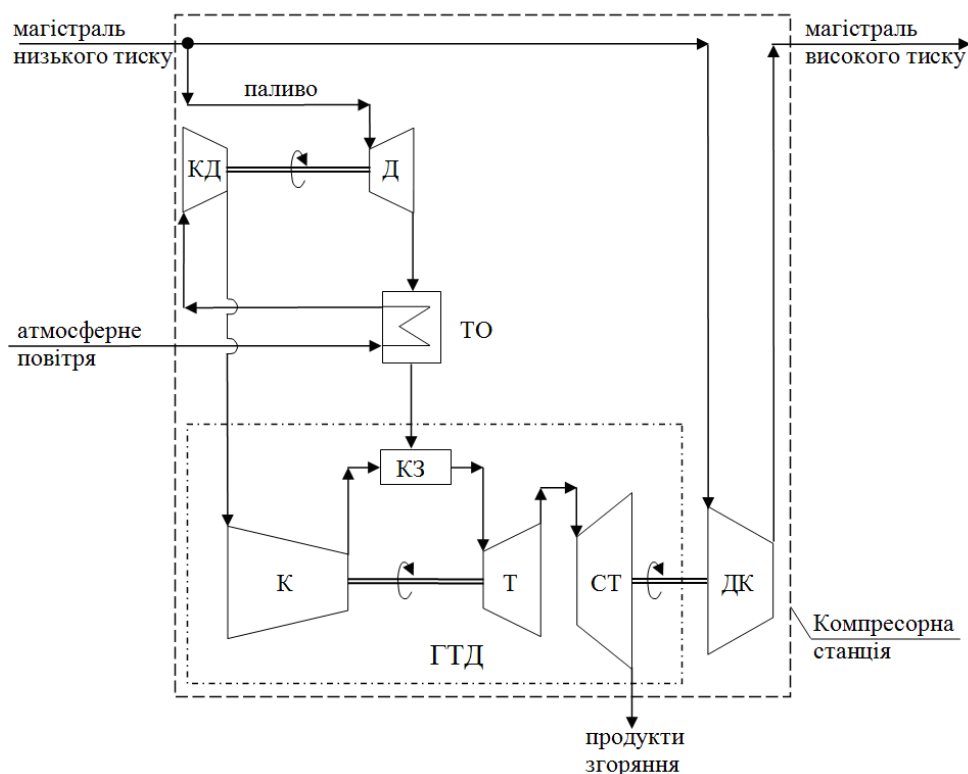 магістраль
низького тиску
магістраль
високого тиску
паливо
КД
Д
атмосферне
повітря
ТО
КЗ
К
Т
СТ
ДК
ГТД
Компресорна
станція
продукти
згоряння